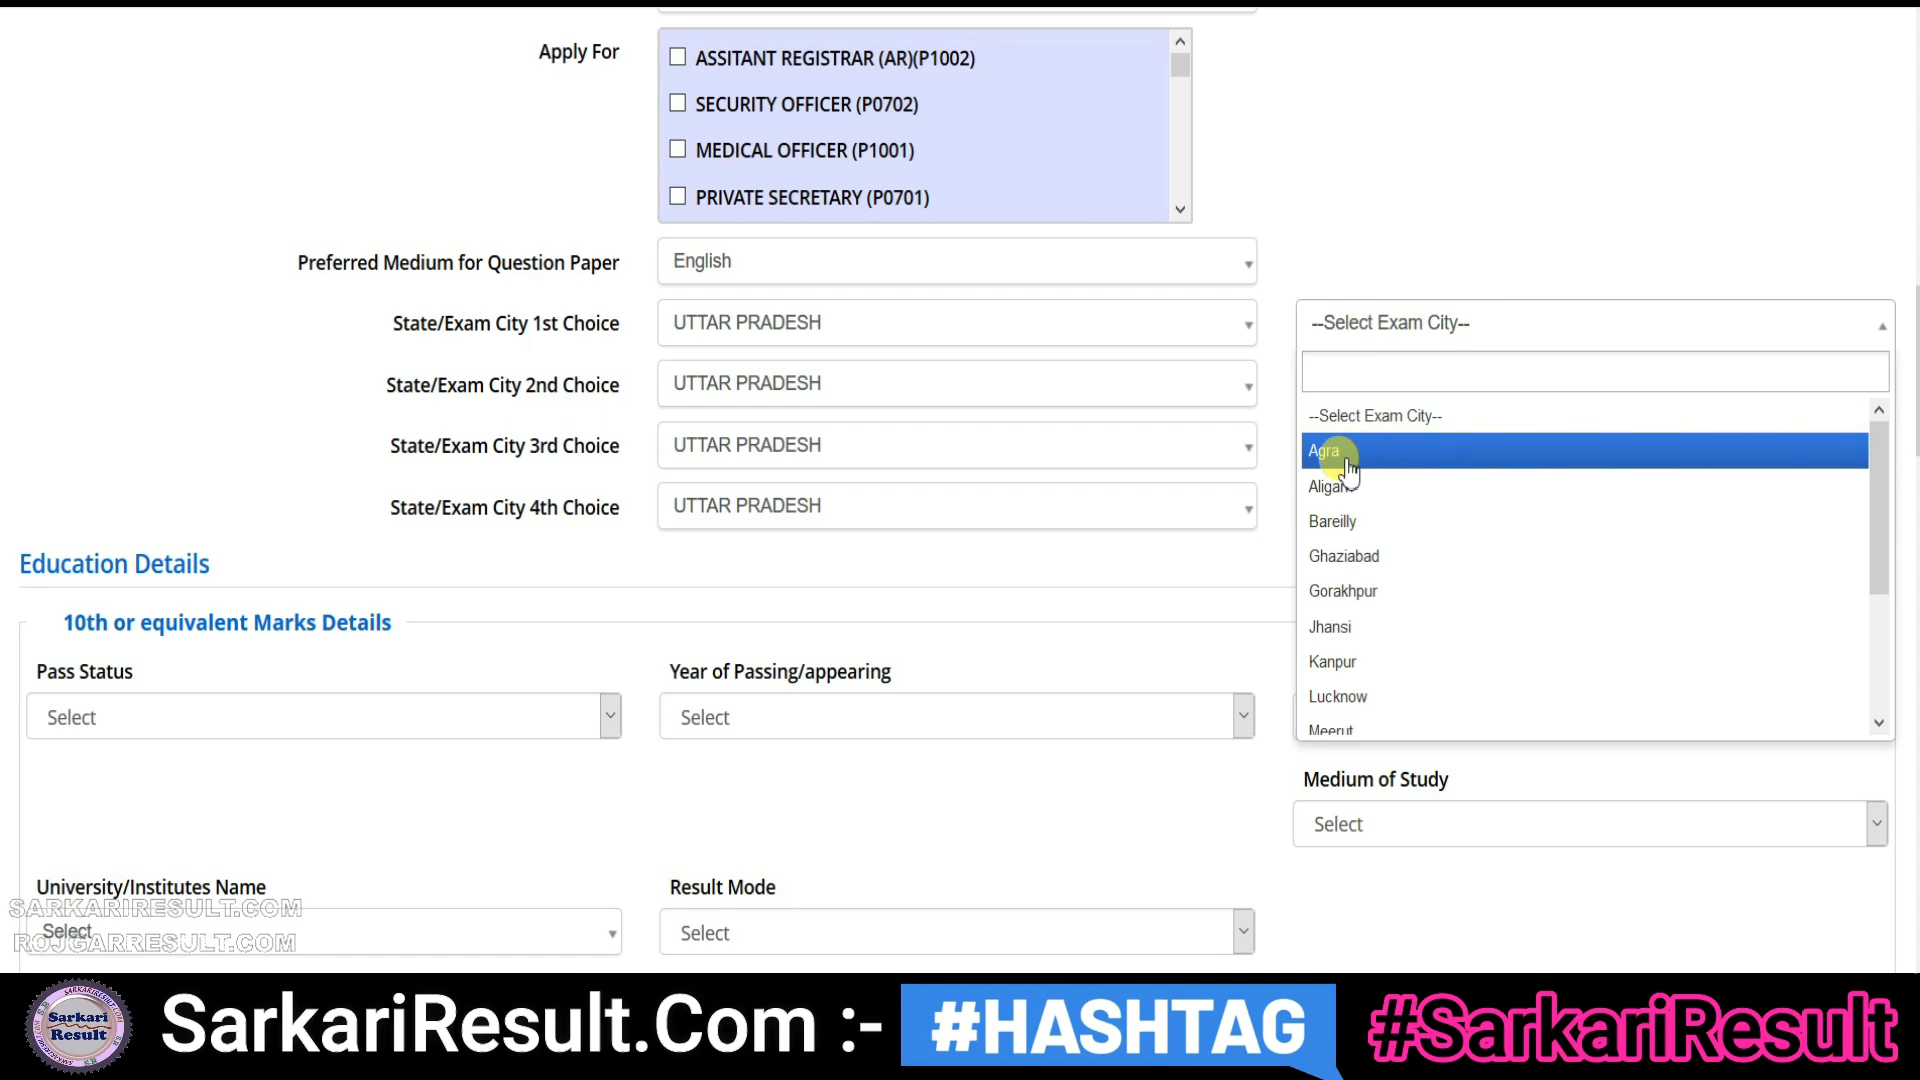 Apply For
ASSITANT REGISTRAR (AR)(P1002)
SECURITY OFFICER (P0702)
MEDICAL OFFICER (P1001)
PRIVATE SECRETARY (P0701)
Preferred Medium for Question Paper
English
State/Exam City 1st Choice
UTTAR PRADESH
--Select Exam City--
State/Exam City 2nd Choice
UTTAR PRADESH
State/Exam City 3rd Choice
UTTAR PRADESH
State/Exam City 4th Choice
UTTAR PRADESH
--Select Exam City--
Agra
Aligarh
Bareilly
Ghaziabad
Gorakhpur
Jhansi
Kanpur
Lucknow
Meerut
Education Details
10th or equivalent Marks Details
Pass Status
Year of Passing/appearing
Select
Select
Medium of Study
Select
University/Institutes Name
Result Mode
SARKARIRESULT.COM
Select
Select
ROJGARRESULT.COM
Sarkari
Result
SarkariResult.Com :-
#HASHTAG
#SarkariResult